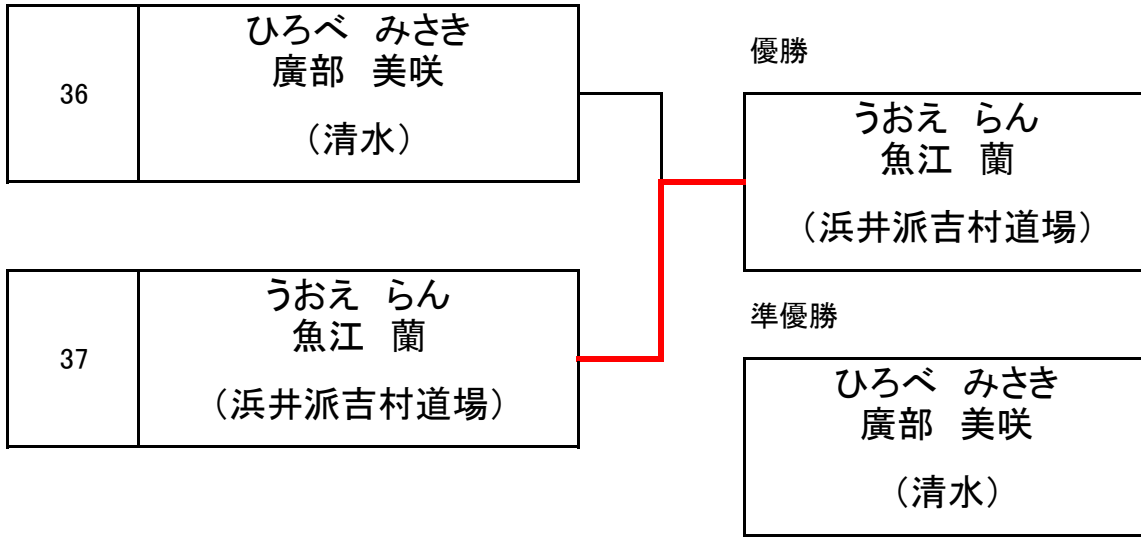 36
ひろべ　みさき
廣部　美咲
（清水）
37
うおえ　らん
魚江　蘭
（浜井派吉村道場）
優勝
うおえ　らん
魚江　蘭
（浜井派吉村道場）
準優勝
ひろべ　みさき
廣部　美咲
（清水）